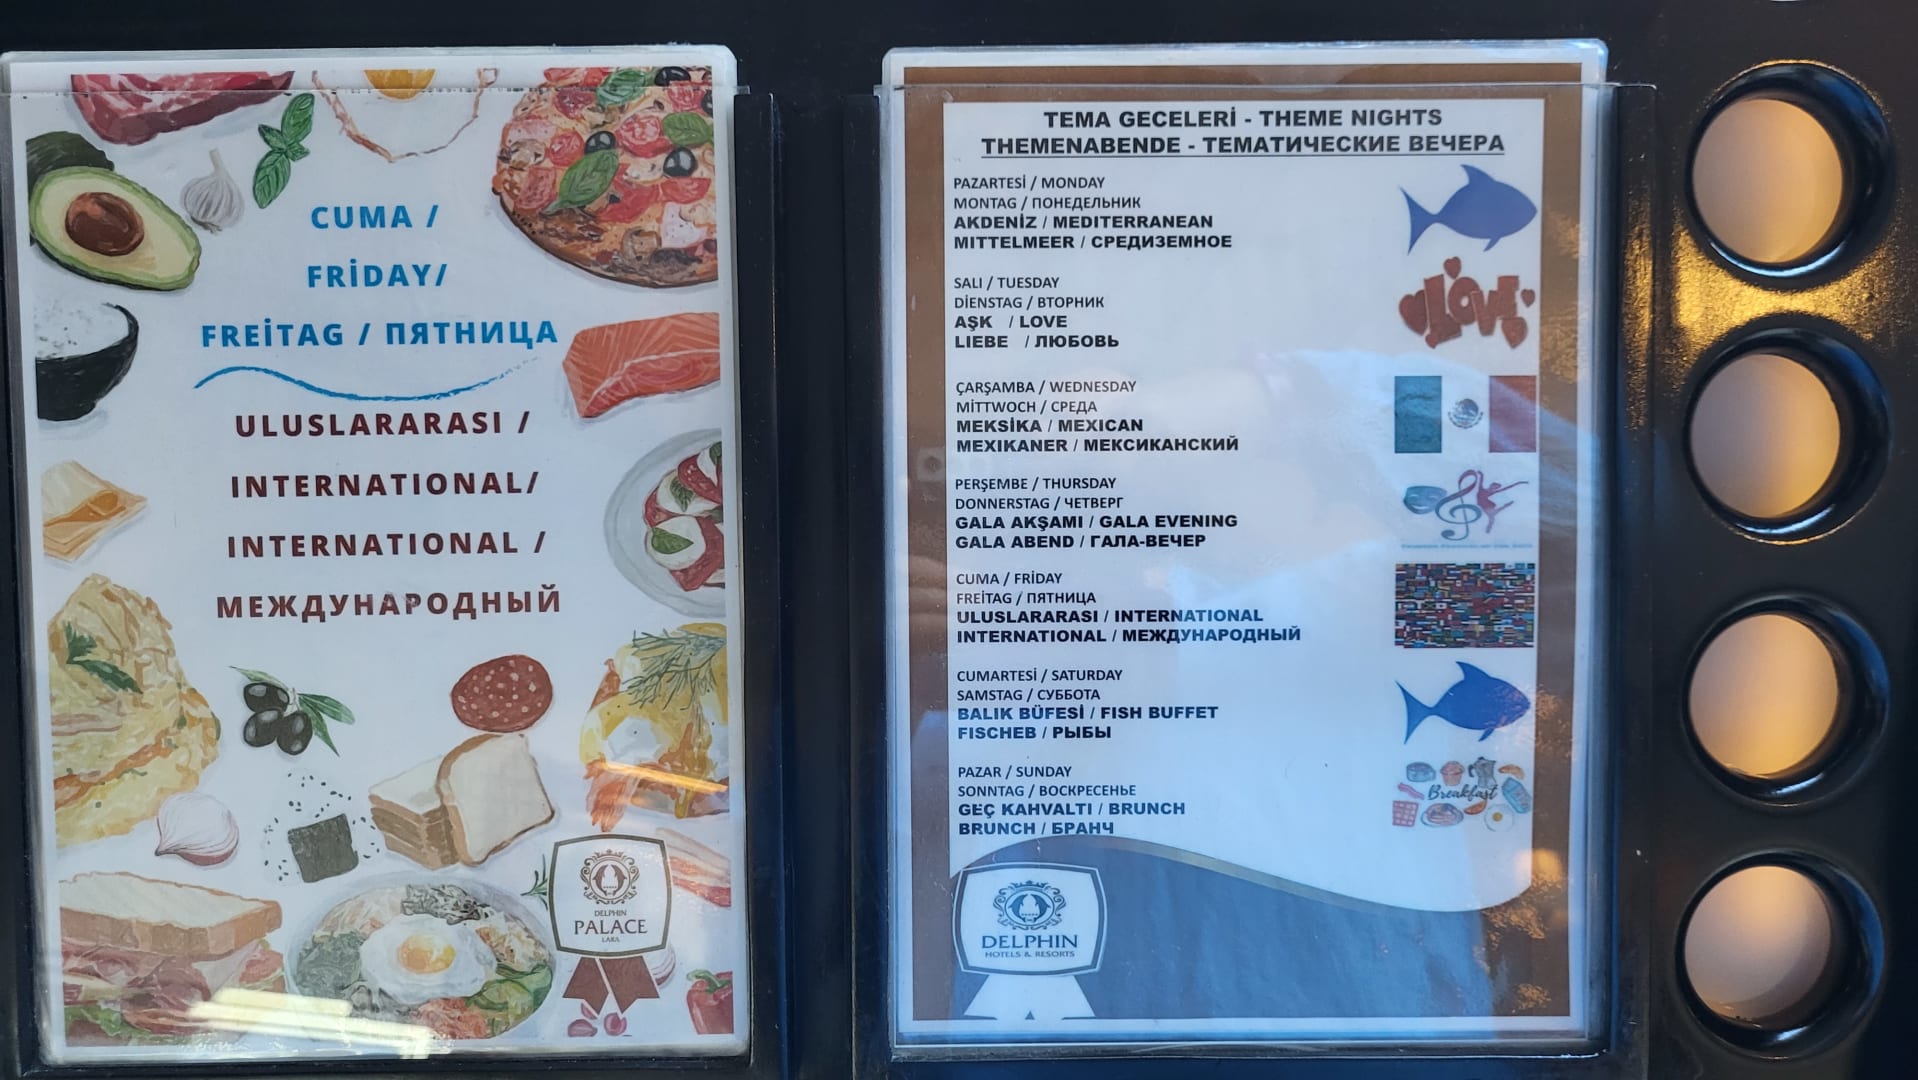 CUMA /
FRİDAY/
FREİTAG / ПЯТНИЦА
ULUSLARARASI /
INTERNATIONAL/
INTERNATIONAL /
МЕЖДУНАРОДНЫЙ
DELPHIN
PALACE
LARA
TEMA GECELERİ - THEME NIGHTS
THEMENABENDE - ТЕМАТИЧЕСКИЕ ВЕЧЕРА
PAZARTESİ / MONDAY
MONTAG / ПОНЕДЕЛЬНИК
AKDENİZ / MEDITERRANEAN
MITTELMEER / СРЕДИЗЕМНОЕ
SALI / TUESDAY
DİENSTAG / ВТОРНИК
AŞK / LOVE
LIEBE / ЛЮБОВЬ
LOVE
ÇARŞAMBA / WEDNESDAY
MİTTWOCH / СРЕДА
MEKSİKA / MEXICAN
MEXIKANER / МЕКСИКАНСКИЙ
PERŞEMBE / THURSDAY
DONNERSTAG / ЧЕТВЕРГ
GALA AKŞAMI / GALA EVENING
GALA ABEND / ГАЛА-ВЕЧЕР
CUMA / FRİDAY
FREİTAG / ПЯТНИЦА
ULUSLARARASI / INTERNATIONAL
INTERNATIONAL / МЕЖДУНАРОДНЫЙ
CUMARTESİ / SATURDAY
SAMSTAG / СУББОТА
BALIK BÜFESİ / FISH BUFFET
FISCHEB / РЫБЫ
PAZAR / SUNDAY
SONNTAG / ВОСКРЕСЕНЬЕ
GEÇ KAHVALTI / BRUNCH
BRUNCH / БРАНЧ
Breakfast
DELPHIN
HOTELS & RESORTS